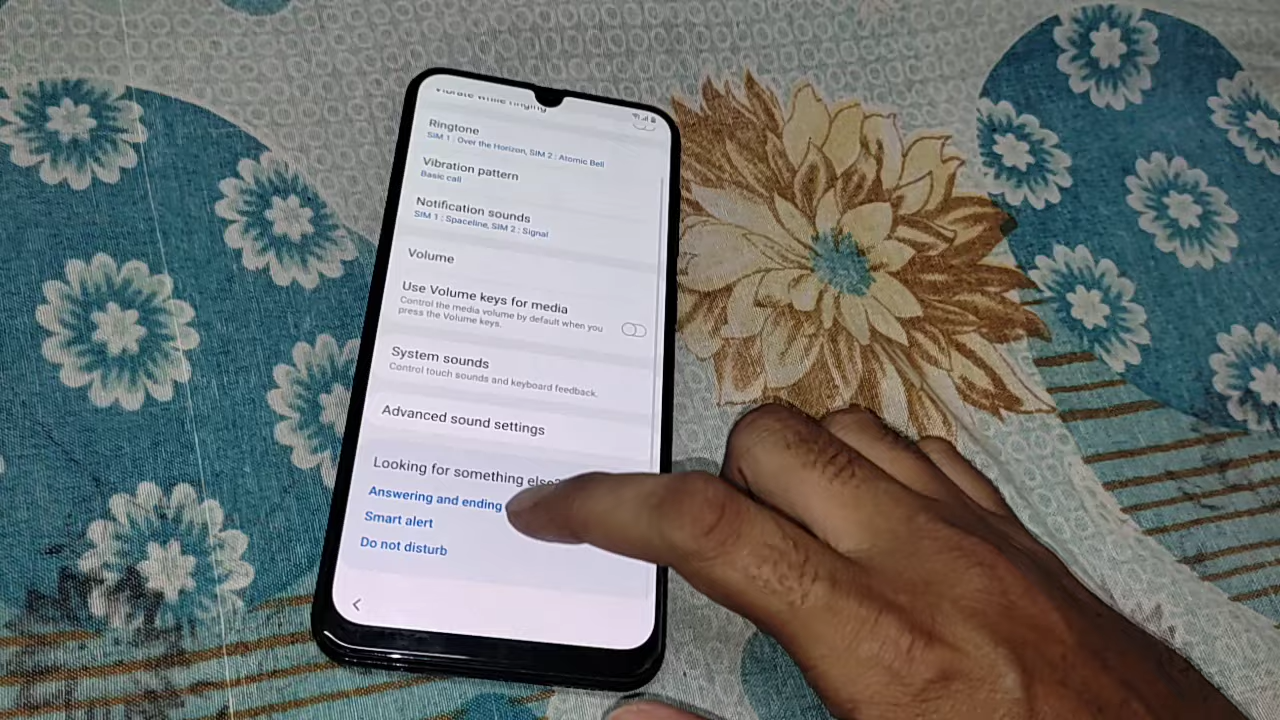 Vibrate while ringing
Ringtone
SIM 1 : Over the Horizon, SIM 2 : Atomic Bell
Vibration pattern
Basic call
Notification sounds
SIM 1 : Spaceline, SIM 2 : Signal
Volume
Use Volume keys for media
Control the media volume by default when you
press the Volume keys.
System sounds
Control touch sounds and keyboard feedback.
Advanced sound settings
Looking for something else?
Answering and ending
Smart alert
Do not disturb